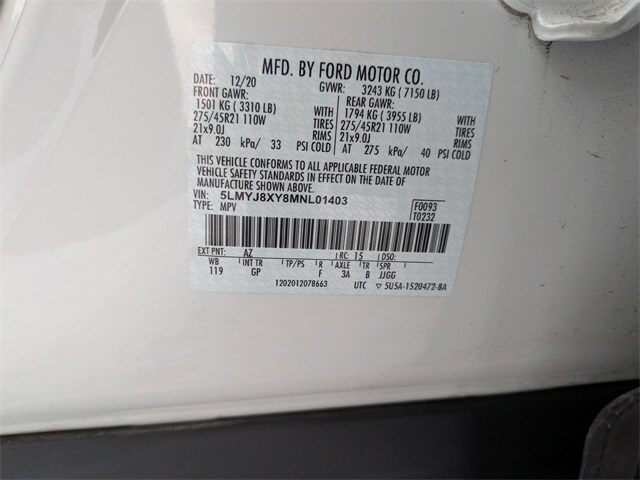 MFD. BY FORD MOTOR CO.
DATE: 12/20 GVWR: 3243 KG ( 7150 LB)
FRONT GAWR: REAR GAWR:
1501 KG ( 3310 LB) WITH 1794 KG ( 3955 LB) WITH
275/45R21 110W TIRES 275/45R21 110W TIRES
21x9.0J RIMS 21x9.0J RIMS
AT 230 kPa/ 33 PSI COLD AT 275 kPa/ 40 PSI COLD
THIS VEHICLE CONFORMS TO ALL APPLICABLE FEDERAL MOTOR
VEHICLE SAFETY STANDARDS IN EFFECT ON THE DATE OF
MANUFACTURE SHOWN ABOVE.
VIN: 5LMYJ8XY8MNL01403 F0093
TYPE: MPV T0232
EXT PNT: AZ RC: 15 DSO:
WB INT TR TP/PS R AXLE TR SPR
119 GP F 3A B JJGG
1202012078663 UTC ▽ 5U5A-1520472-BA